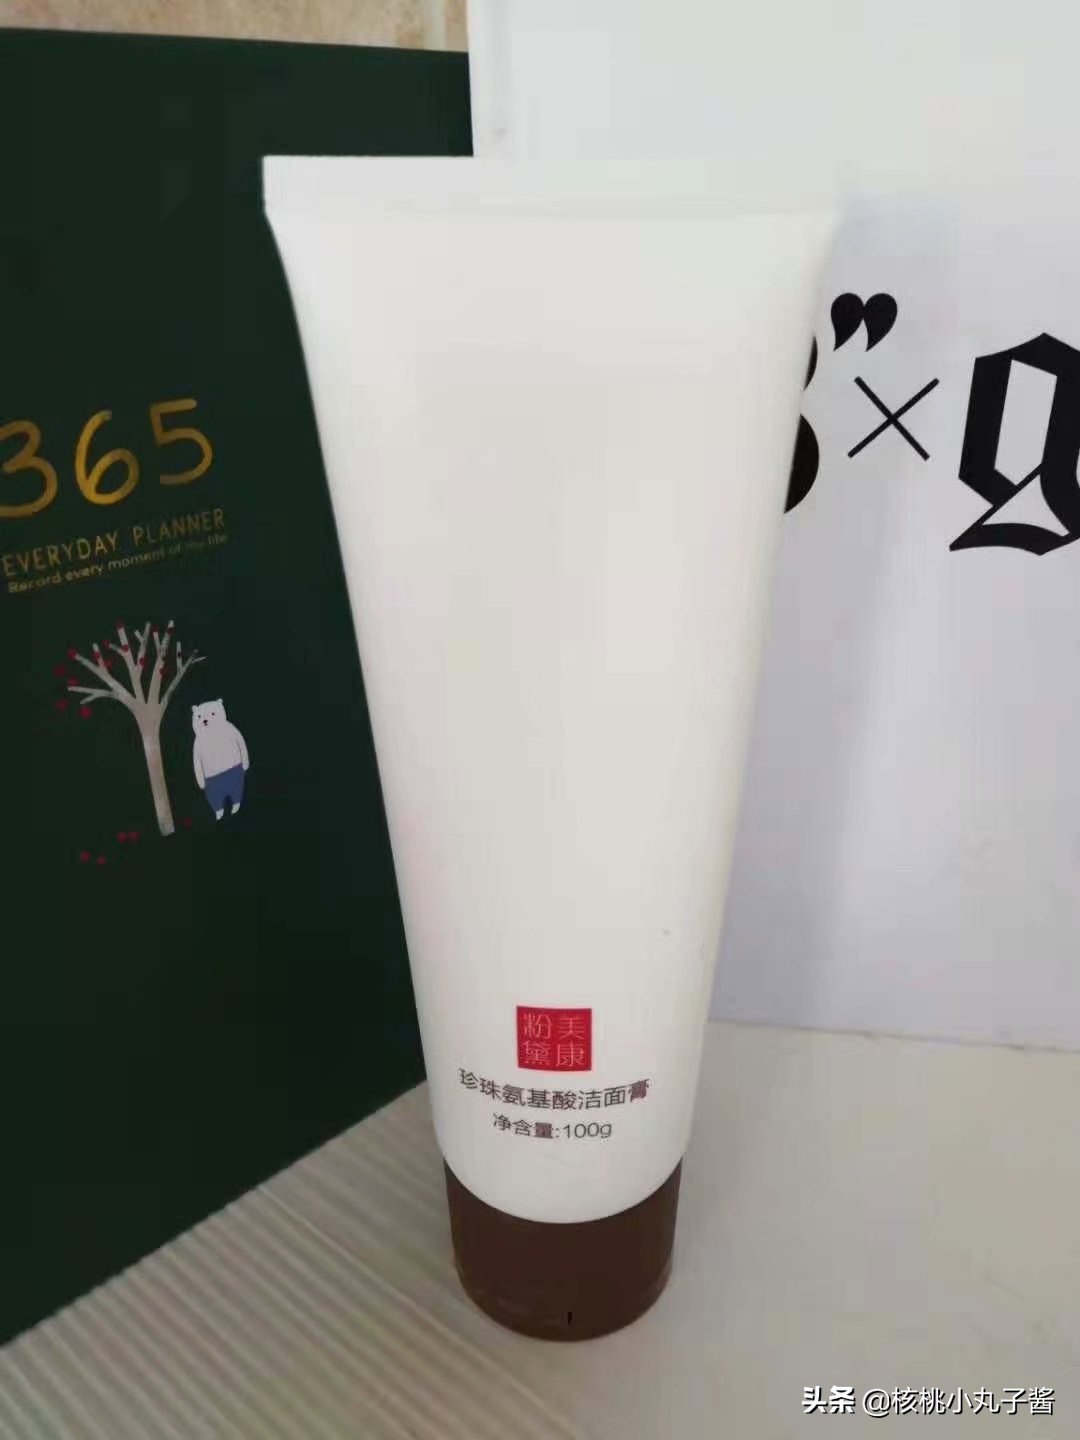 365
EVERYDAY PLANNER
Record every moment of my life
” × g
粉美
黛康
珍珠氨基酸洁面膏
净含量:100g
头条 @核桃小丸子酱